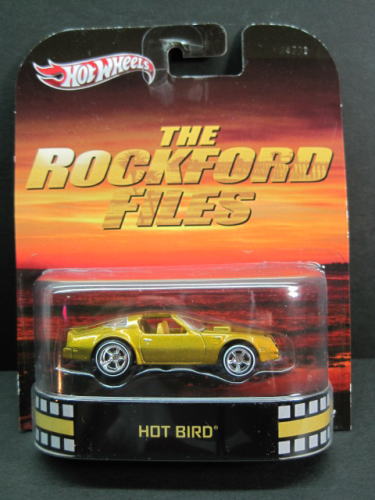 HOT WHEELS
THE
ROCKFORD
FILES
HOT BIRD®